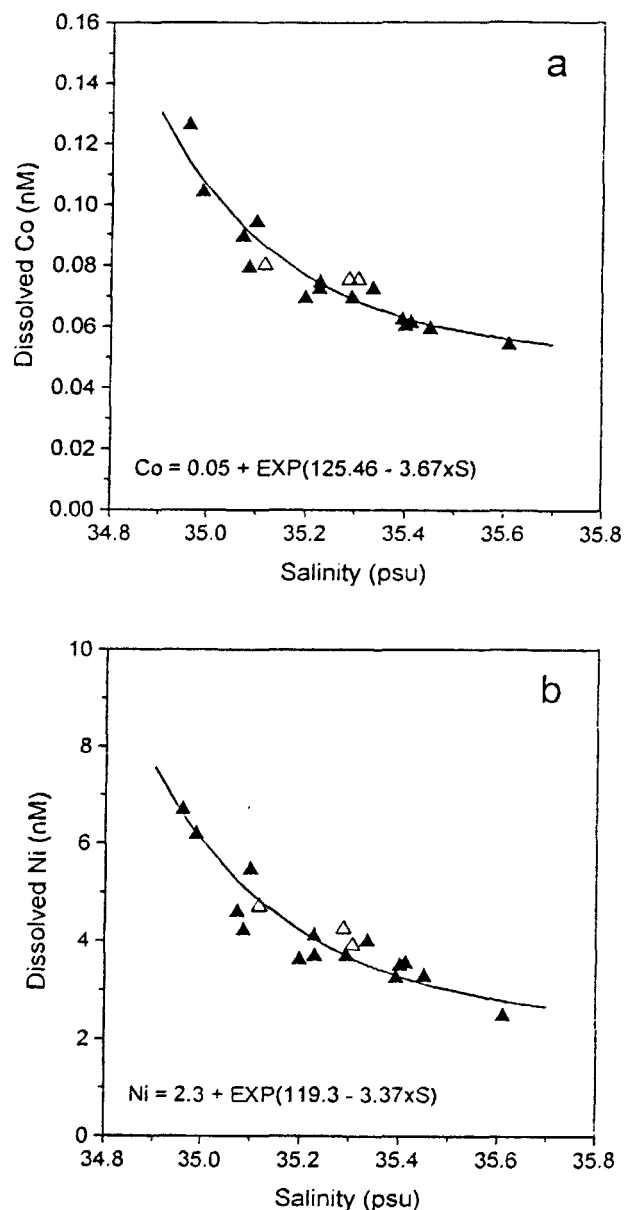 0.16
a
0.14
0.12
0.10
0.08
0.06
0.04
0.02
0.00
Dissolved Co (nM)
Co = 0.05 + EXP(125.46 - 3.67xS)
34.8 35.0 35.2 35.4 35.6 35.8
Salinity (psu)
10
b
8
6
4
2
0
Dissolved Ni (nM)
Ni = 2.3 + EXP(119.3 - 3.37xS)
34.8 35.0 35.2 35.4 35.6 35.8
Salinity (psu)